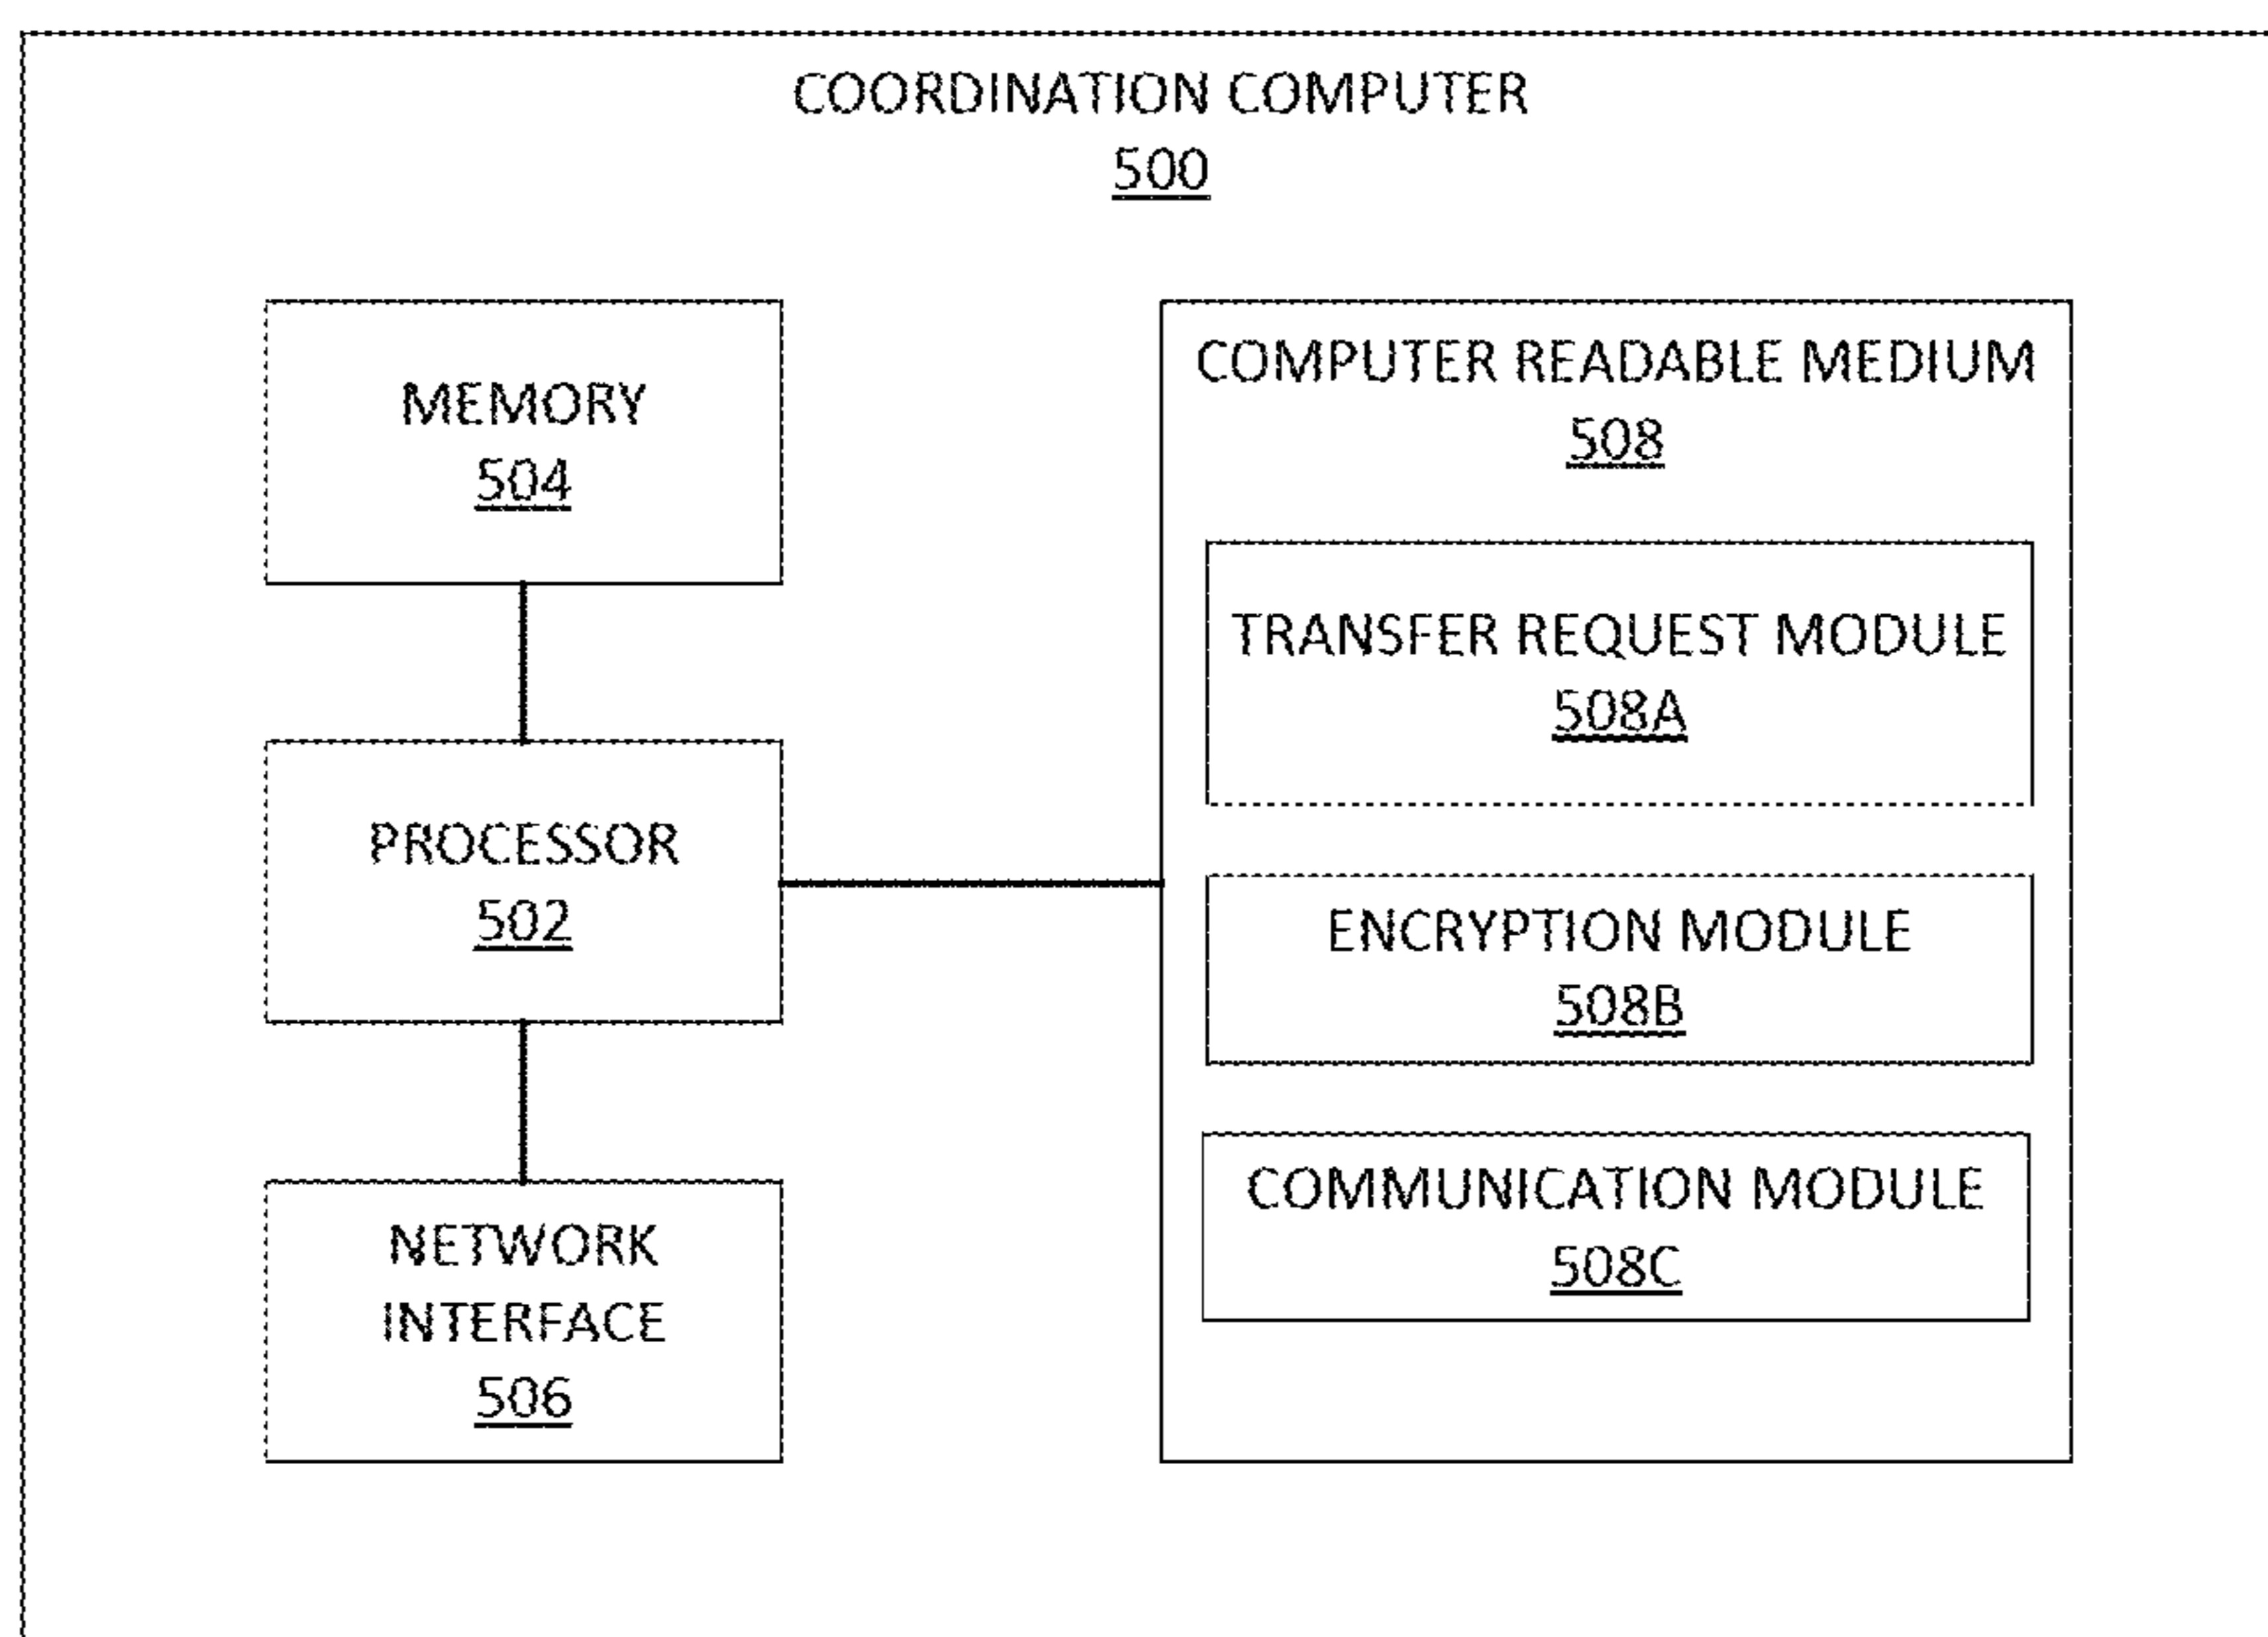 COORDINATION COMPUTER
500
MEMORY
504
PROCESSOR
502
NETWORK
INTERFACE
506
COMPUTER READABLE MEDIUM
508
TRANSFER REQUEST MODULE
508A
ENCRYPTION MODULE
508B
COMMUNICATION MODULE
508C